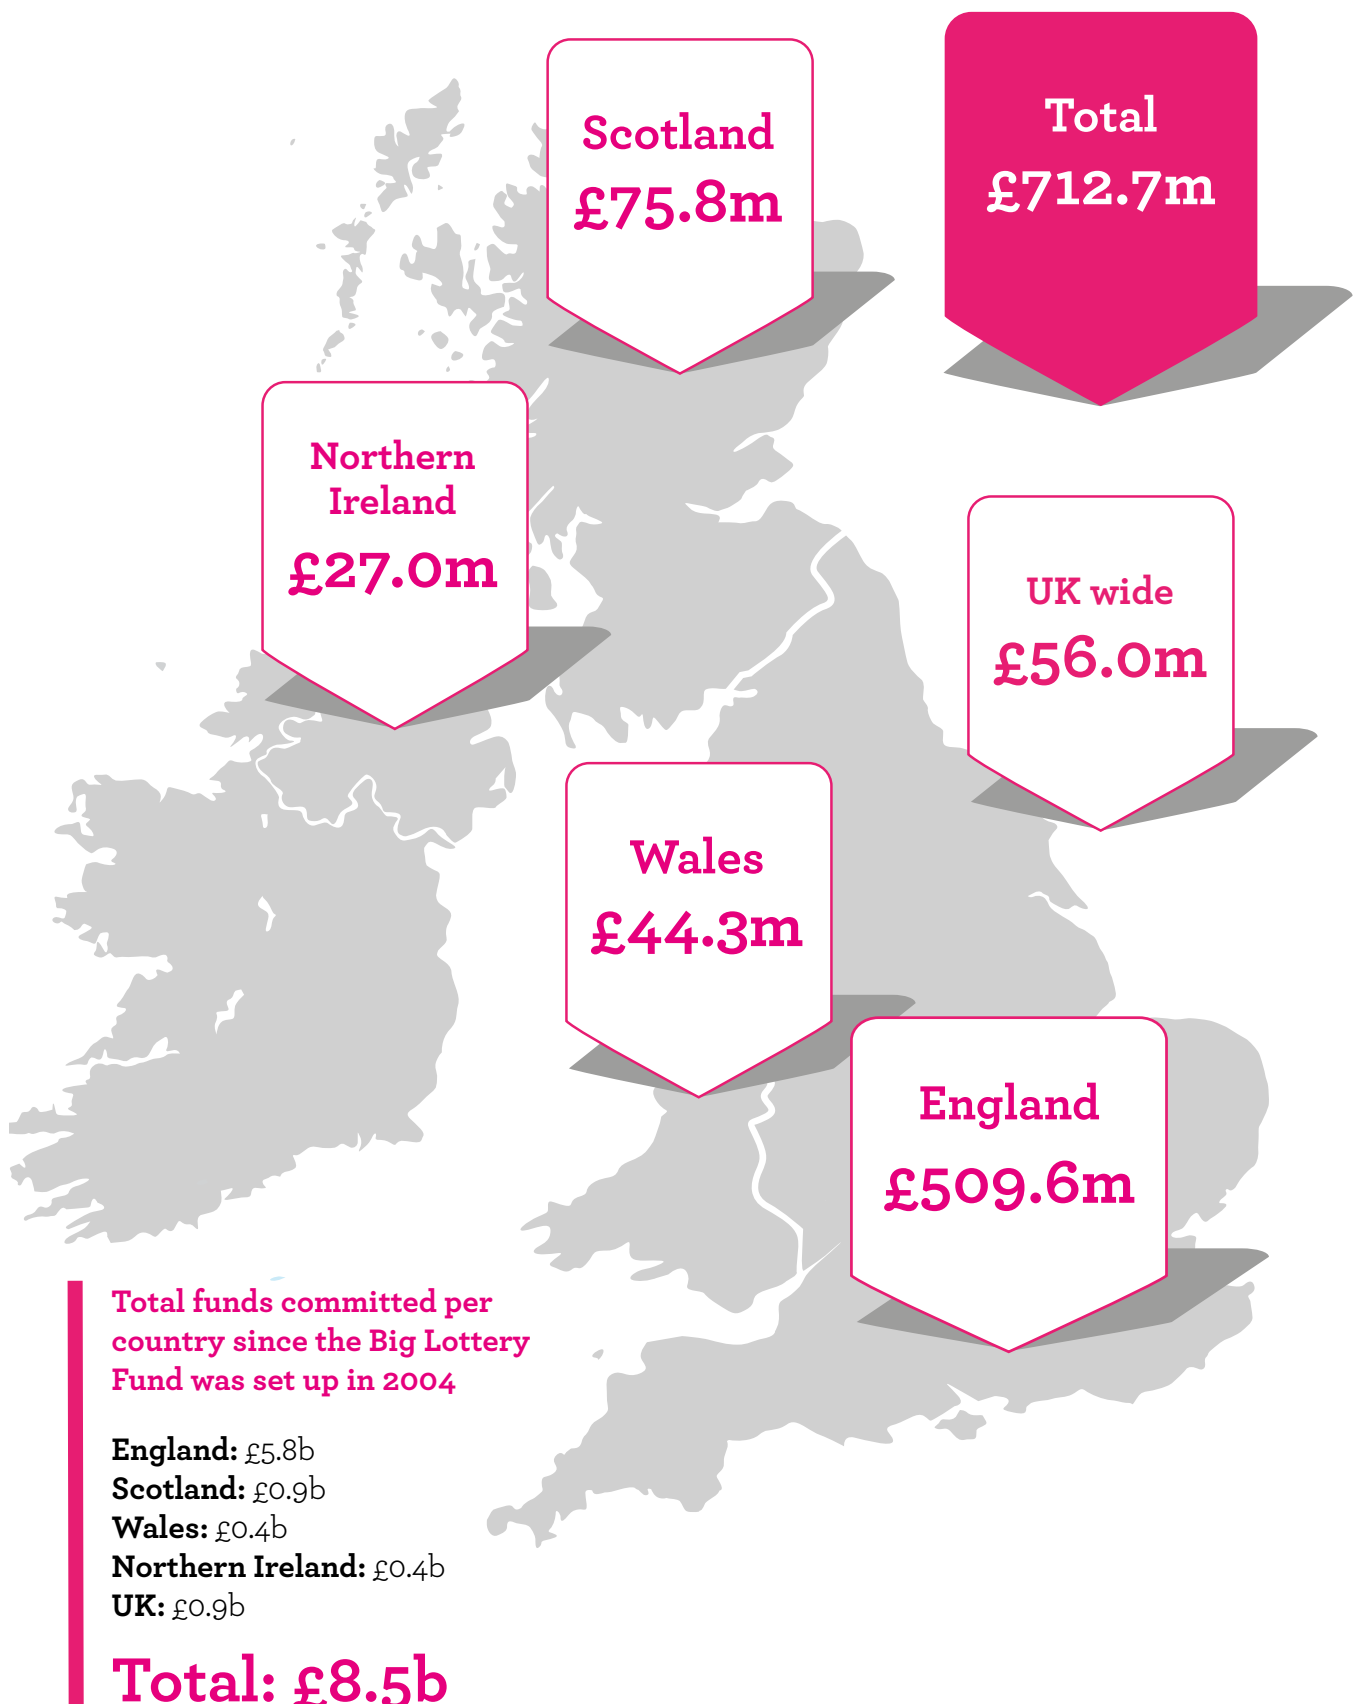 Scotland
£75.8m
Total
£712.7m
Northern
Ireland
£27.0m
UK wide
£56.0m
Wales
£44.3m
England
£509.6m
Total funds committed per
country since the Big Lottery
Fund was set up in 2004
England: £5.8b
Scotland: £0.9b
Wales: £0.4b
Northern Ireland: £0.4b
UK: £0.9b
Total: £8.5b